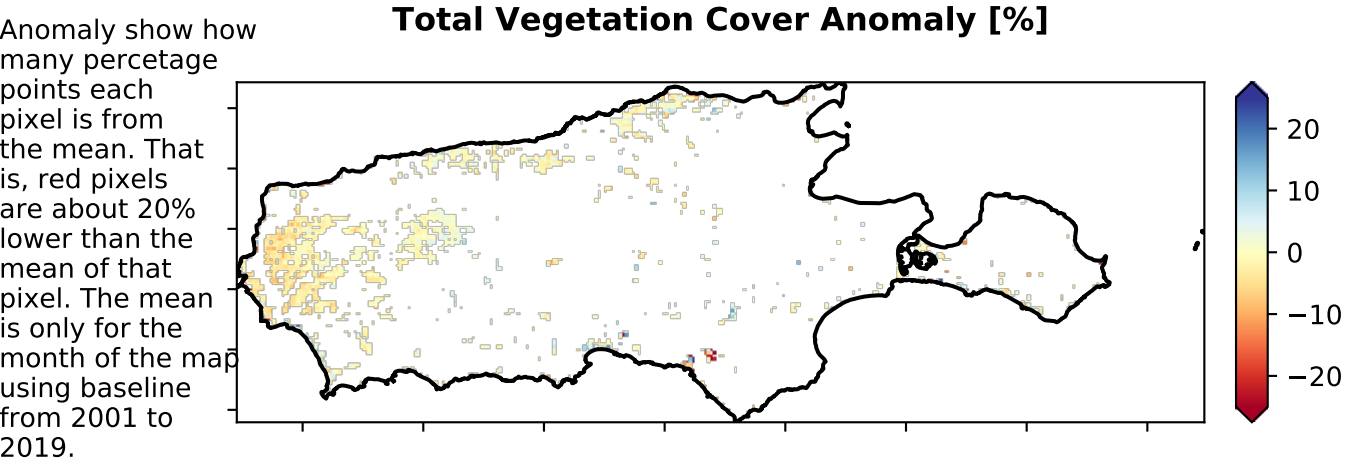 Total Vegetation Cover Anomaly [%]
Anomaly show how
many percetage
points each
pixel is from
the mean. That
is, red pixels
are about 20%
lower than the
mean of that
pixel. The mean
is only for the
month of the map
using baseline
from 2001 to
2019.
20
10
0
−10
−20